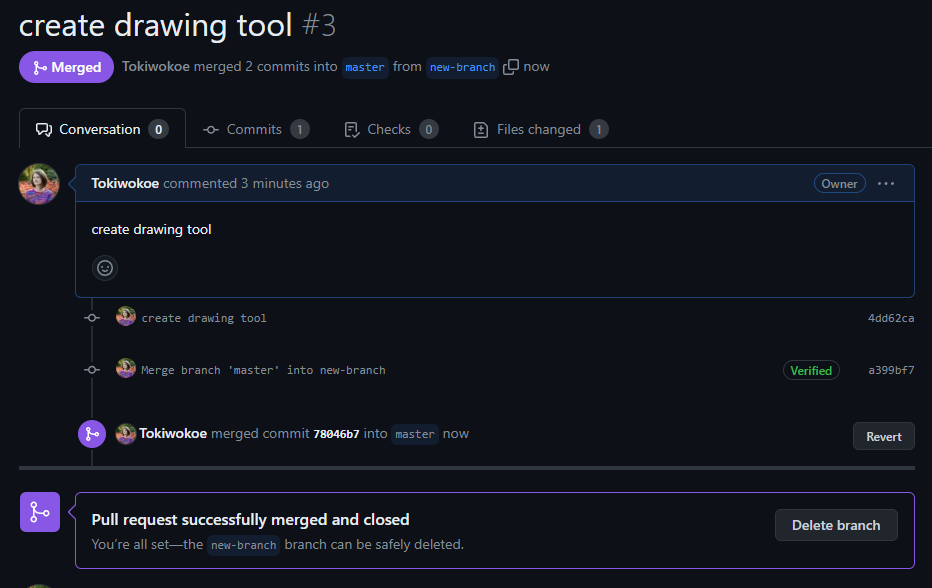 create drawing tool #3
Merged Tokiwokoe merged 2 commits into master from new-branch now
Conversation 0 Commits 1 Checks 0 Files changed 1
Tokiwokoe commented 3 minutes ago Owner ...
create drawing tool
create drawing tool 4dd62ca
Merge branch 'master' into new-branch Verified a399bf7
Tokiwokoe merged commit 78046b7 into master now Revert
Pull request successfully merged and closed
Delete branch
You're all set—the new-branch branch can be safely deleted.